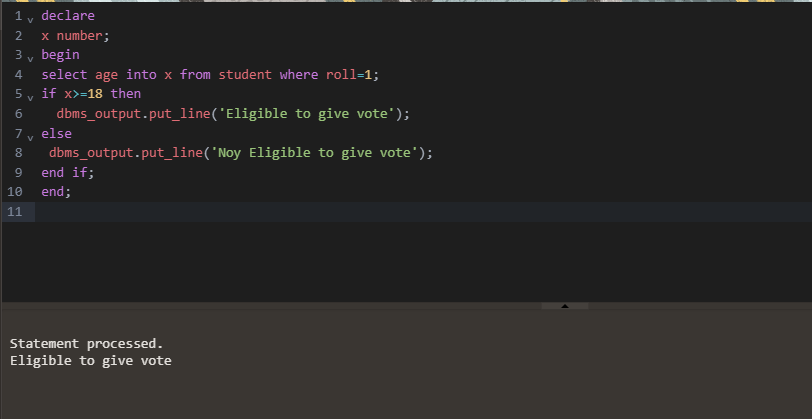 1 declare
2 x number;
3 begin
4 select age into x from student where roll=1;
5 if x>=18 then
6 dbms_output.put_line('Eligible to give vote');
7 else
8 dbms_output.put_line('Noy Eligible to give vote');
9 end if;
10 end;
11
Statement processed.
Eligible to give vote